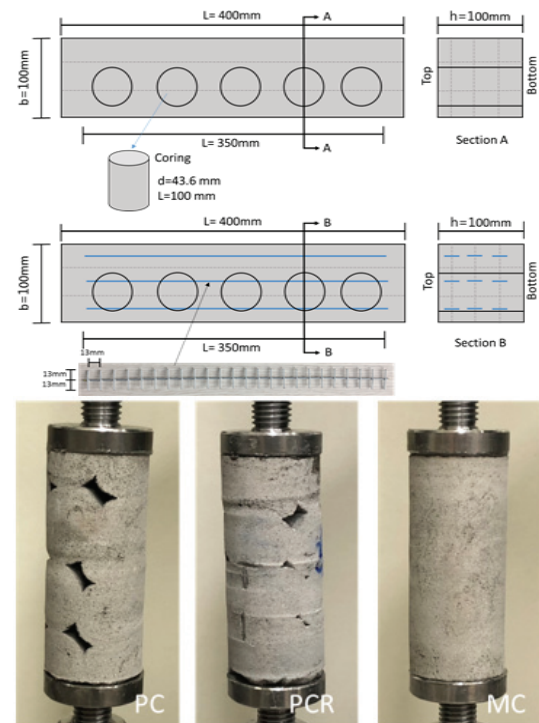 L= 400mm
A
h=100mm
b=100mm
Top
Bottom
L= 350mm
A
Section A
Coring
d=43.6 mm
L=100 mm
L= 400mm
B
h=100mm
b=100mm
Top
Bottom
L= 350mm
B
Section B
13mm
13mm
13mm
PC
PCR
MC